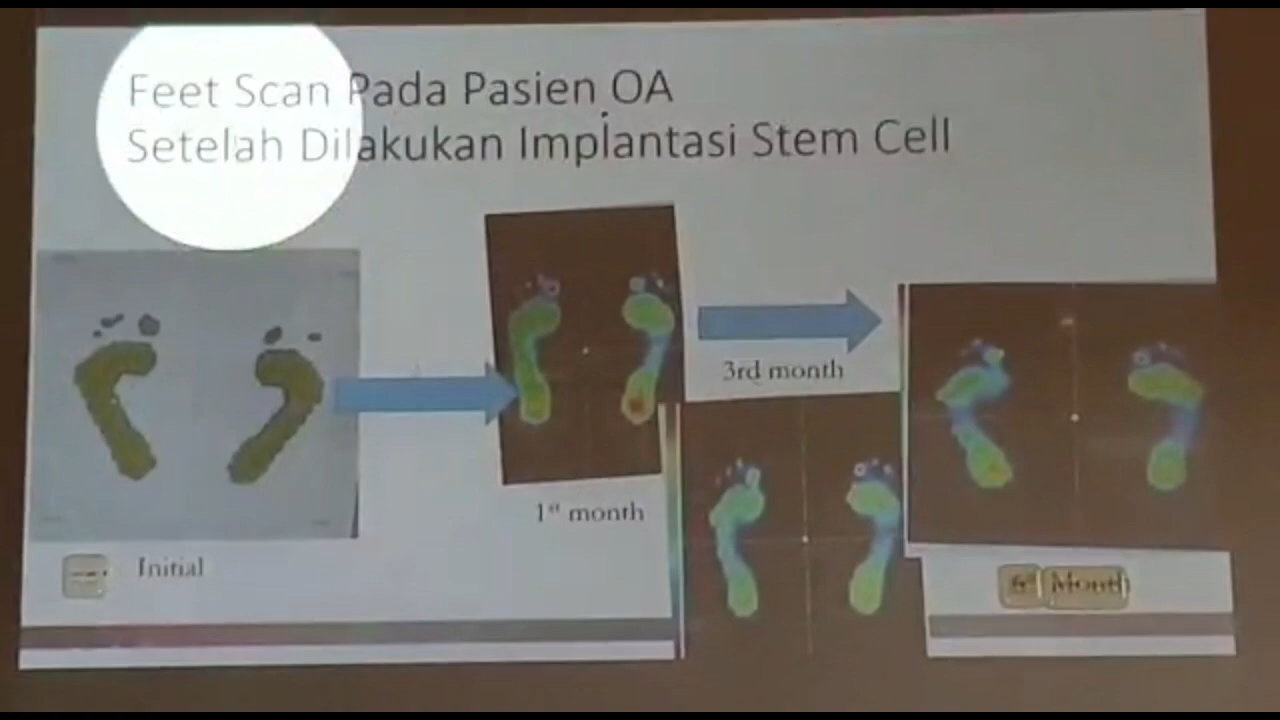 Feet Scan Pada Pasien OA
Setelah Dilakukan Implantasi Stem Cell
3rd month
1st month
Initial
6th Month